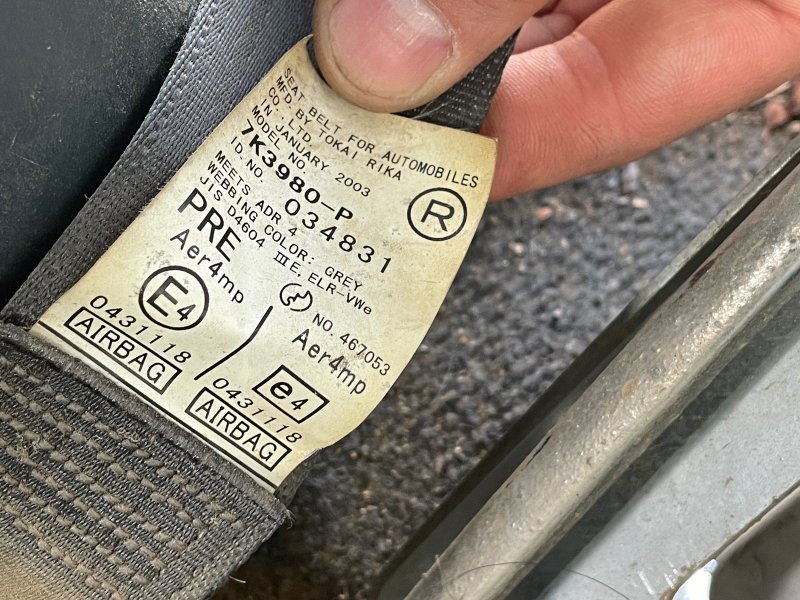 SEAT BELT FOR AUTOMOBILES
MFD. BY TOKAI RIKA
CO., LTD.
IN JANUARY 2003
MODEL NO.
7K3980-P
ID. NO. 034831
R
MEETS ADR 4
WEBBING COLOR: GREY
JIS D4604 ⅢE, ELR-VWe
PRE
NO. 467053
Aer4mp
E4
0431118
AIRBAG
Aer4mp
e4
0431118
AIRBAG